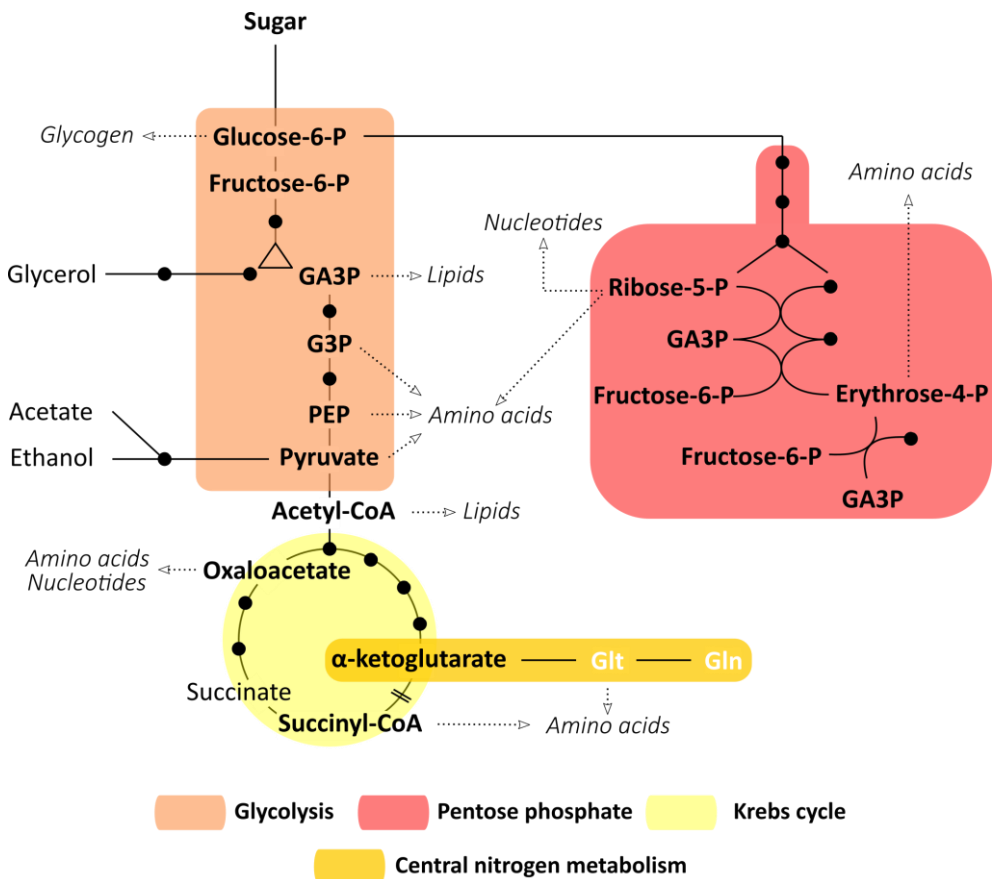 Sugar
Glycogen
Glucose-6-P
Fructose-6-P
Glycerol
GA3P
Lipids
G3P
Acetate
PEP
Amino acids
Ethanol
Pyruvate
Acetyl-CoA
Lipids
Amino acids
Nucleotides
Oxaloacetate
α-ketoglutarate
Glt
Gln
Succinate
Succinyl-CoA
Amino acids
Amino acids
Nucleotides
Ribose-5-P
GA3P
Fructose-6-P
Erythrose-4-P
Fructose-6-P
GA3P
Glycolysis
Pentose phosphate
Krebs cycle
Central nitrogen metabolism